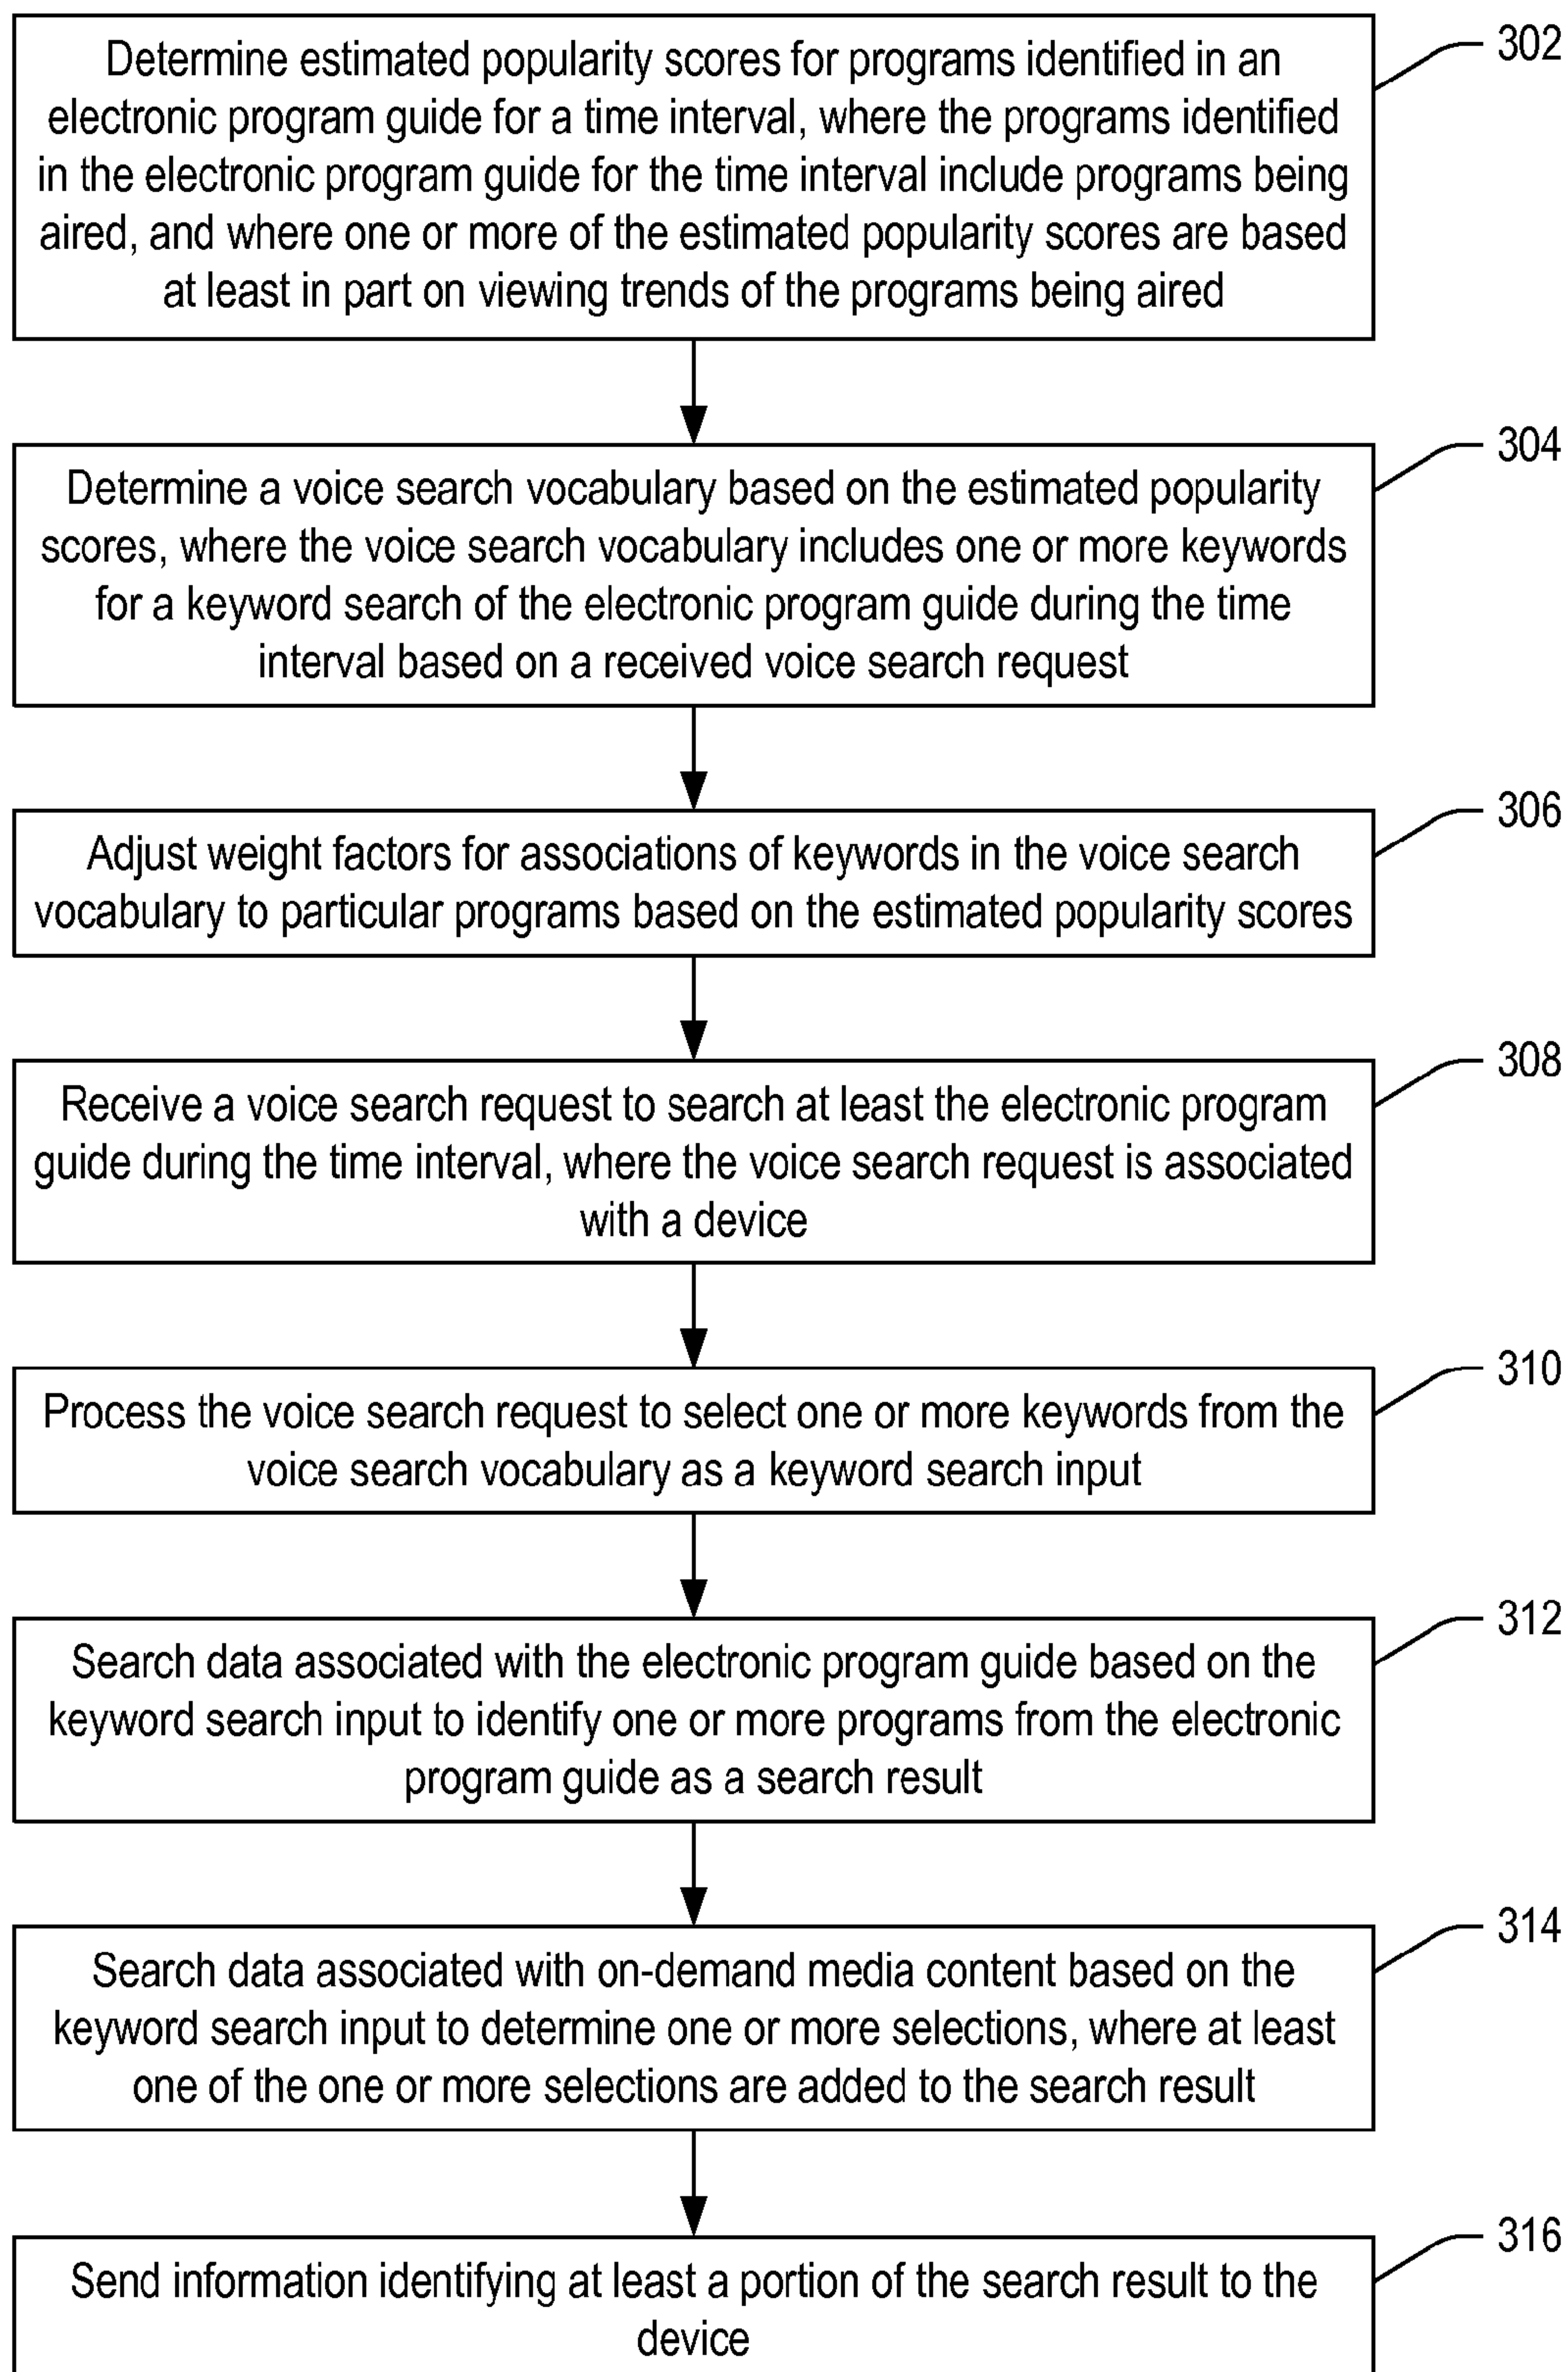 Determine estimated popularity scores for programs identified in an
302
electronic program guide for a time interval, where the programs identified
in the electronic program guide for the time interval include programs being
aired, and where one or more of the estimated popularity scores are based
at least in part on viewing trends of the programs being aired
304
Determine a voice search vocabulary based on the estimated popularity
scores, where the voice search vocabulary includes one or more keywords
for a keyword search of the electronic program guide during the time
interval based on a received voice search request
306
Adjust weight factors for associations of keywords in the voice search
vocabulary to particular programs based on the estimated popularity scores
308
Receive a voice search request to search at least the electronic program
guide during the time interval, where the voice search request is associated
with a device
310
Process the voice search request to select one or more keywords from the
voice search vocabulary as a keyword search input
312
Search data associated with the electronic program guide based on the
keyword search input to identify one or more programs from the electronic
program guide as a search result
314
Search data associated with on-demand media content based on the
keyword search input to determine one or more selections, where at least
one of the one or more selections are added to the search result
316
Send information identifying at least a portion of the search result to the
device